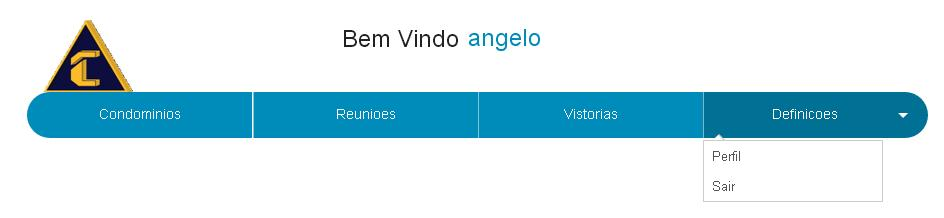 Bem Vindo angelo
Condominios Reunioes Vistorias Definicoes
Perfil
Sair